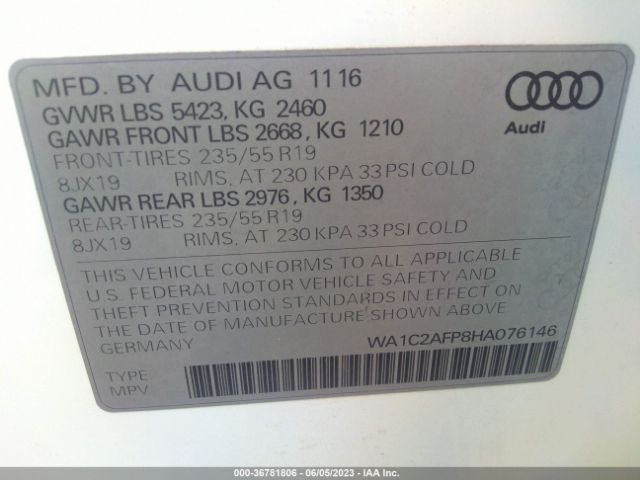 MFD. BY AUDI AG 11 16
GVWR LBS 5423, KG 2460
GAWR FRONT LBS 2668, KG 1210
FRONT-TIRES 235/55 R19
8JX19 RIMS, AT 230 KPA 33 PSI COLD
GAWR REAR LBS 2976, KG 1350
REAR-TIRES 235/55 R19
8JX19 RIMS, AT 230 KPA 33 PSI COLD
Audi
THIS VEHICLE CONFORMS TO ALL APPLICABLE
U.S. FEDERAL MOTOR VEHICLE SAFETY AND
THEFT PREVENTION STANDARDS IN EFFECT ON
THE DATE OF MANUFACTURE SHOWN ABOVE
GERMANY
WA1C2AFP8HA076146
TYPE
MPV
000-36781806 - 06/05/2023 - IAA Inc.